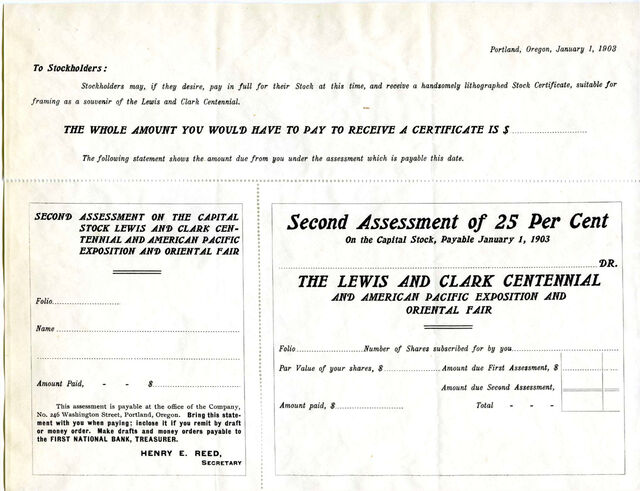 Portland, Oregon, January 1, 1903
To Stockholders:
Stockholders may, if they desire, pay in full for their Stock at this time, and receive a handsomely lithographed Stock Certificate, suitable for
framing as a souvenir of the Lewis and Clark Centennial.
THE WHOLE AMOUNT YOU WOULD HAVE TO PAY TO RECEIVE A CERTIFICATE IS $
The following statement shows the amount due from you under the assessment which is payable this date.
SECOND ASSESSMENT ON THE CAPITAL
STOCK LEWIS AND CLARK CEN-
TENNIAL AND AMERICAN PACIFIC
EXPOSITION AND ORIENTAL FAIR
Folio
Name
Amount Paid, - - $
This assessment is payable at the office of the Company,
No. 246 Washington Street, Portland, Oregon. Bring this state-
ment with you when paying; inclose it if you remit by draft
or money order. Make drafts and money orders payable to
the FIRST NATIONAL BANK, TREASURER.
HENRY E. REED,
SECRETARY
Second Assessment of 25 Per Cent
On the Capital Stock, Payable January 1, 1903
DR.
THE LEWIS AND CLARK CENTENNIAL
AND AMERICAN PACIFIC EXPOSITION AND
ORIENTAL FAIR
Folio Number of Shares subscribed for by you
Par Value of your shares, $ Amount due First Assessment, $
Amount due Second Assessment,
Amount paid, $ Total - - -